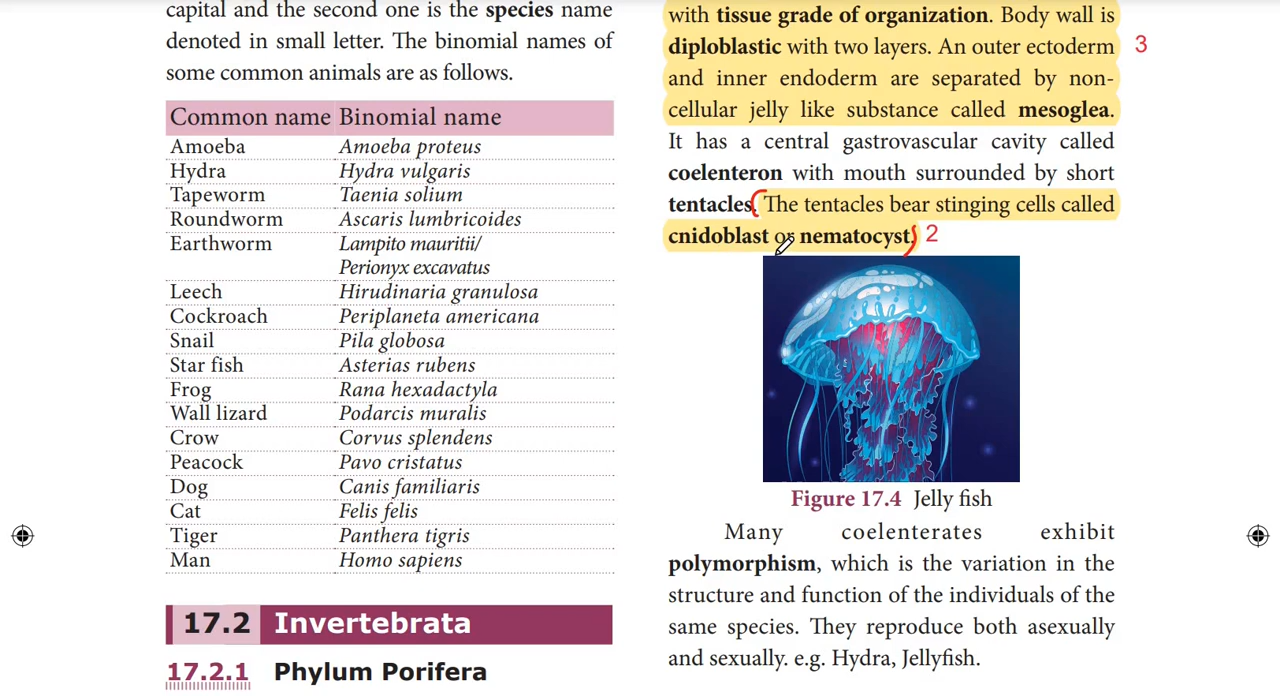 capital and the second one is the species name
denoted in small letter. The binomial names of
some common animals are as follows.
Common name Binomial name
Amoeba Amoeba proteus
Hydra Hydra vulgaris
Tapeworm Taenia solium
Roundworm Ascaris lumbricoides
Earthworm Lampito mauritii/
Perionyx excavatus
Leech Hirudinaria granulosa
Cockroach Periplaneta americana
Snail Pila globosa
Star fish Asterias rubens
Frog Rana hexadactyla
Wall lizard Podarcis muralis
Crow Corvus splendens
Peacock Pavo cristatus
Dog Canis familiaris
Cat Felis felis
Tiger Panthera tigris
Man Homo sapiens
17.2 Invertebrata
17.2.1 Phylum Porifera
with tissue grade of organization. Body wall is
diploblastic with two layers. An outer ectoderm 3
and inner endoderm are separated by non-
cellular jelly like substance called mesoglea.
It has a central gastrovascular cavity called
coelenteron with mouth surrounded by short
tentacles. The tentacles bear stinging cells called
cnidoblast or nematocyst. 2
Figure 17.4 Jelly fish
Many coelenterates exhibit
polymorphism, which is the variation in the
structure and function of the individuals of the
same species. They reproduce both asexually
and sexually. e.g. Hydra, Jellyfish.